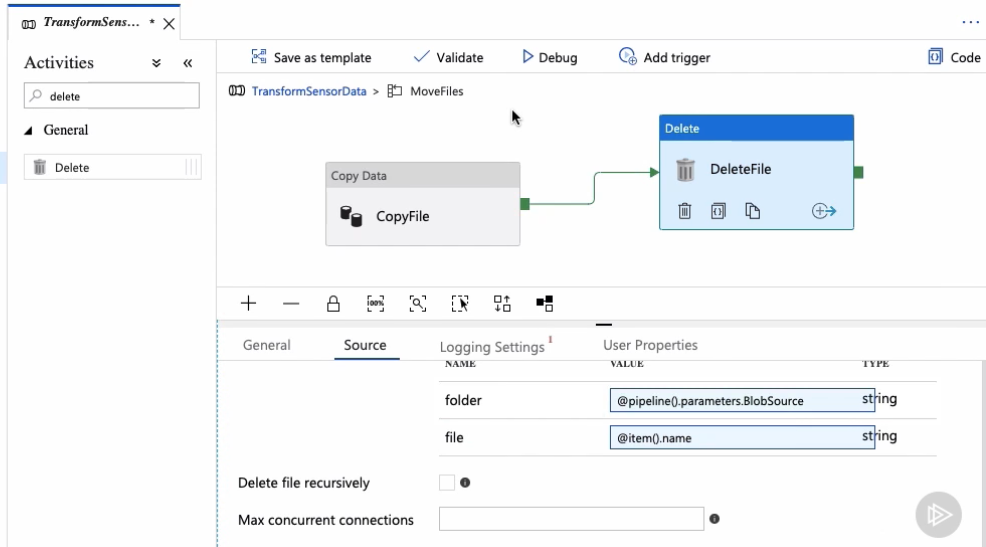 TransformSens... *
Activities
delete
General
Delete
Save as template
Validate
Debug
Add trigger
Code
TransformSensorData > MoveFiles
Copy Data
CopyFile
Delete
DeleteFile
100%
General
Source
Logging Settings 1
User Properties
NAME VALUE TYPE
folder @pipeline().parameters.BlobSource string
file @item().name string
Delete file recursively
Max concurrent connections